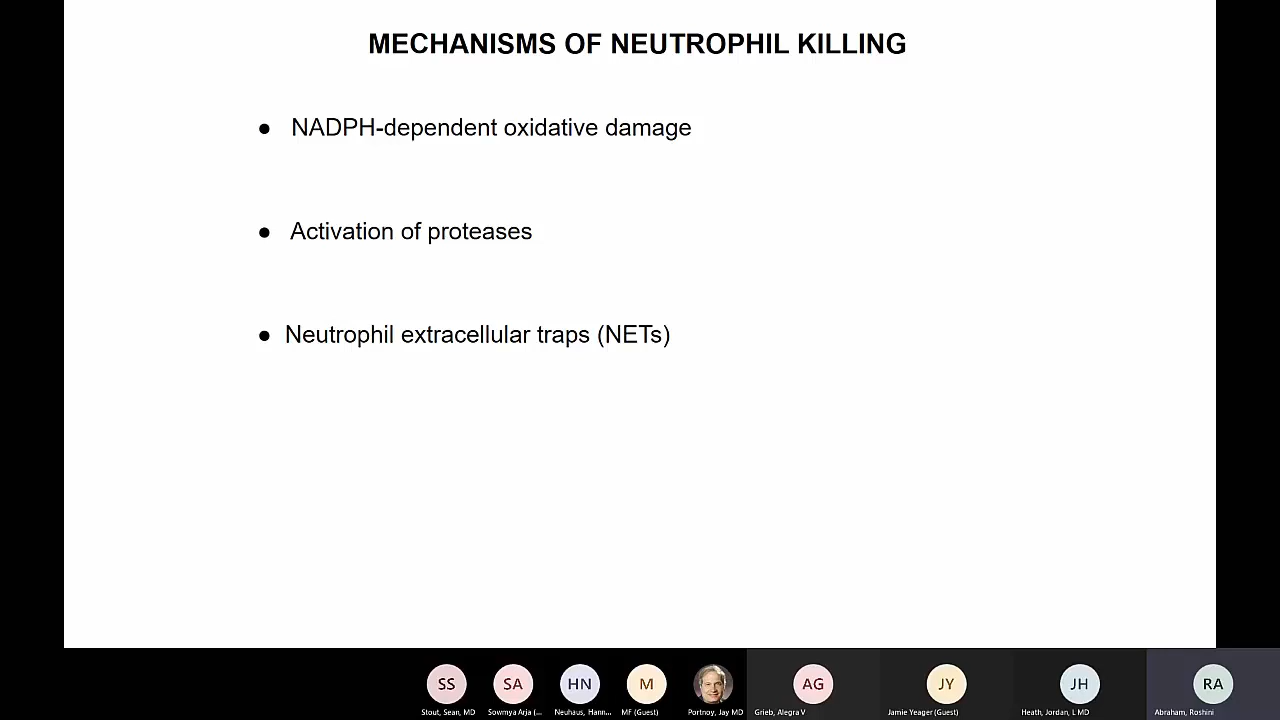 MECHANISMS OF NEUTROPHIL KILLING
● NADPH-dependent oxidative damage
● Activation of proteases
● Neutrophil extracellular traps (NETs)
SS SA HN M AG JY JH RA
Stout, Sean, MD Sowmya Arja (... Neuhaus, Hann... MF (Guest) Portnoy, Jay MD Grieb, Alegra V Jamie Yeager (Guest) Heath, Jordan, L MD Abraham, Roshini